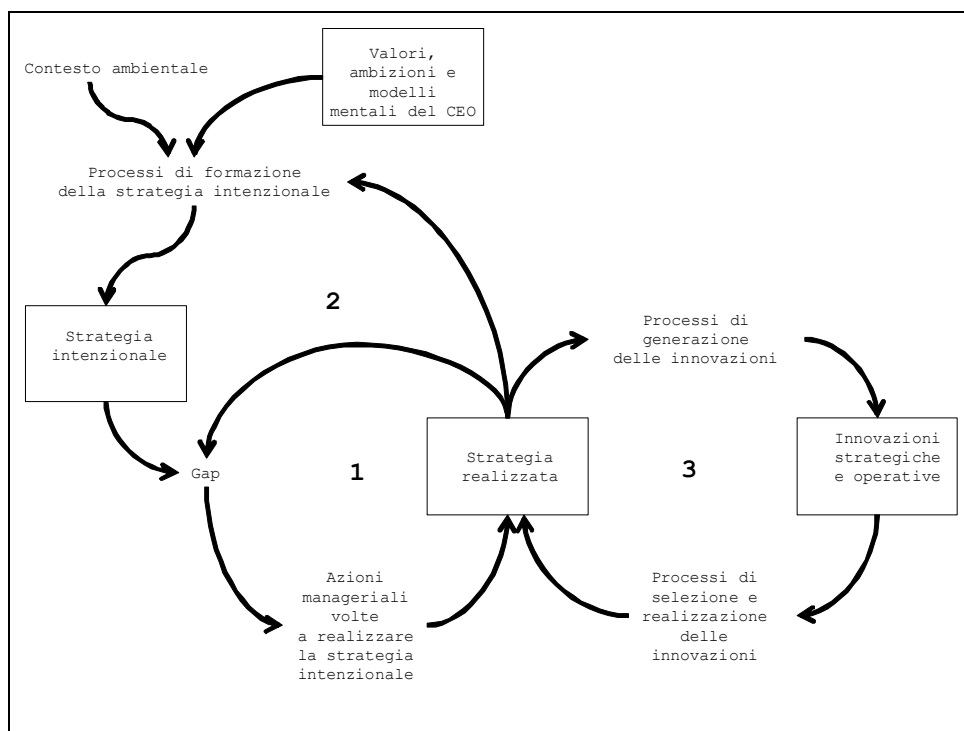 Contesto ambientale
Valori,
ambizioni e
modelli
mentali del CEO
Processi di formazione
della strategia intenzionale
2
Strategia
intenzionale
Processi di
generazione
delle innovazioni
Gap
1
Strategia
realizzata
3
Innovazioni
strategiche
e operative
Azioni
manageriali
volte
a realizzare
la strategia
intenzionale
Processi di
selezione e
realizzazione
delle
innovazioni